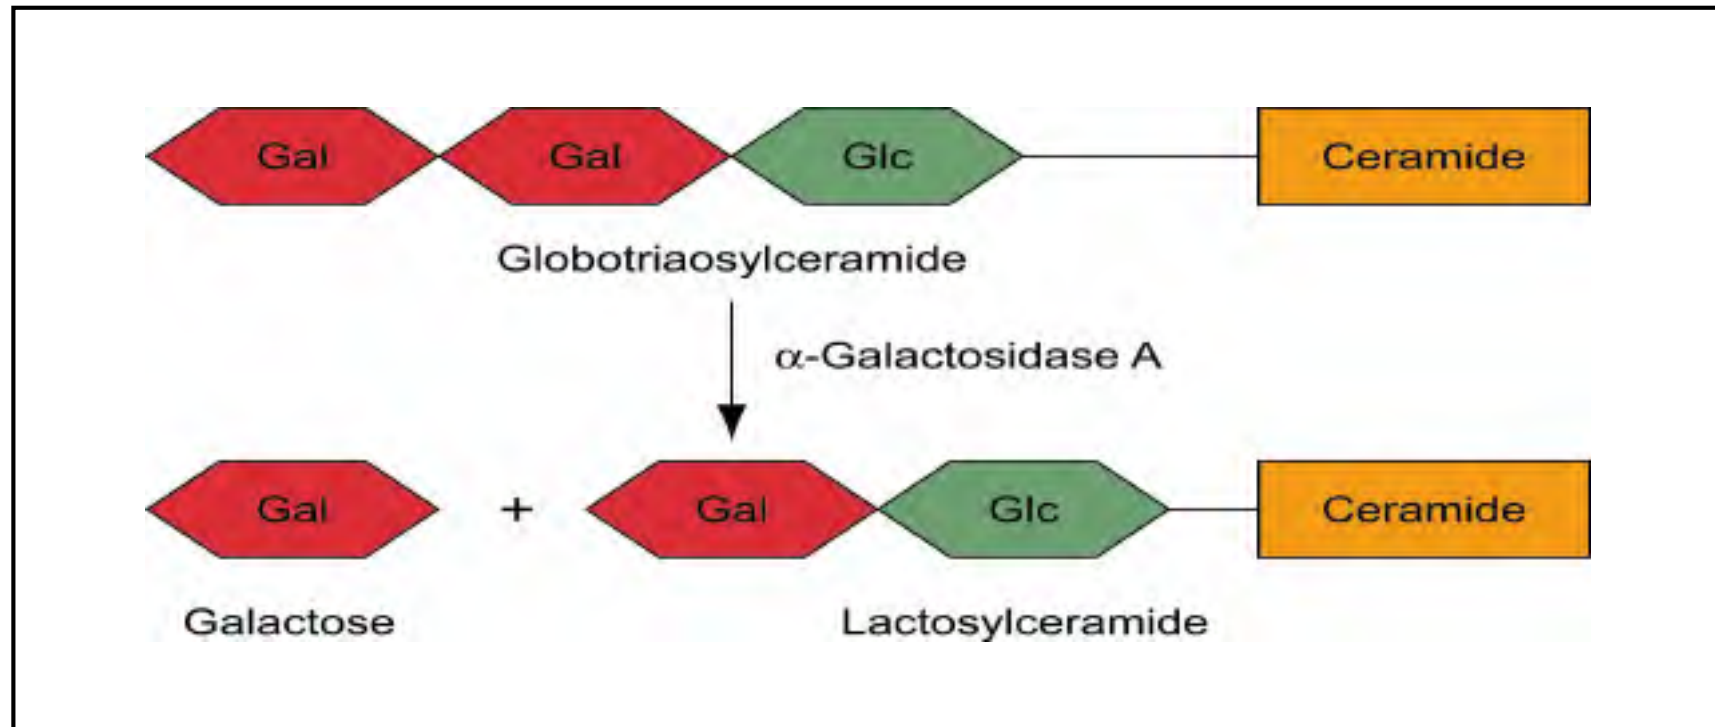 Gal Gal Glc Ceramide
Globotriaosylceramide
α-Galactosidase A
Gal + Gal Glc Ceramide
Galactose Lactosylceramide